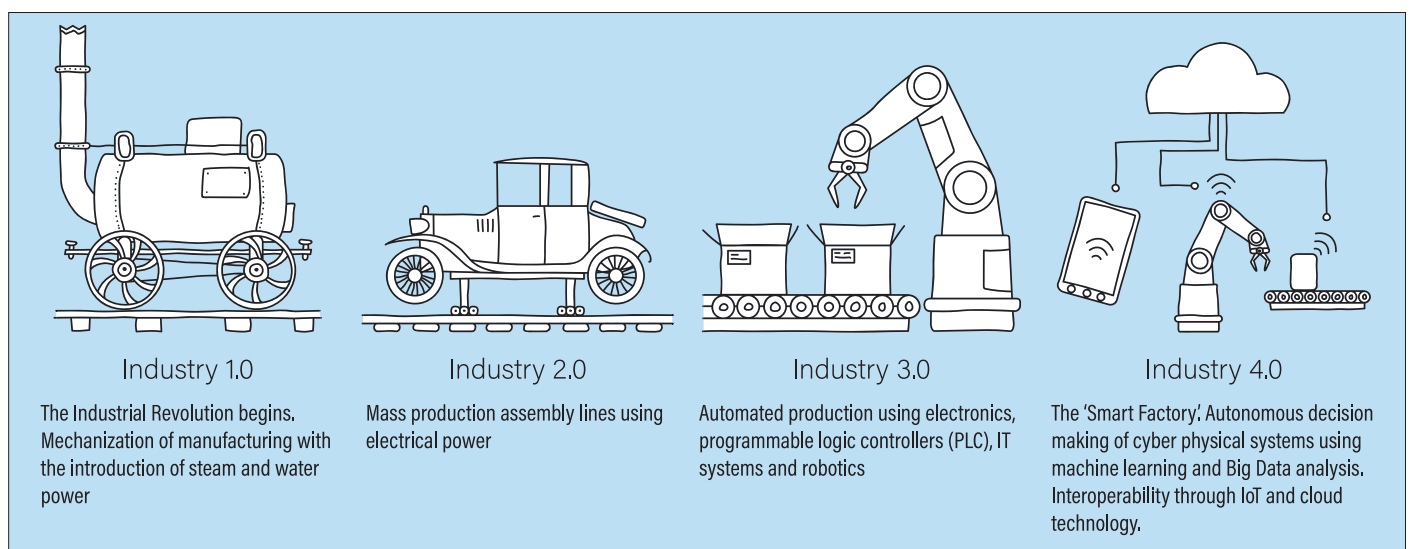 Industry 1.0
The Industrial Revolution begins.
Mechanization of manufacturing with
the introduction of steam and water
power
Industry 2.0
Mass production assembly lines using
electrical power
Industry 3.0
Automated production using electronics,
programmable logic controllers (PLC), IT
systems and robotics
Industry 4.0
The ‘Smart Factory’. Autonomous decision
making of cyber physical systems using
machine learning and Big Data analysis.
Interoperability through IoT and cloud
technology.